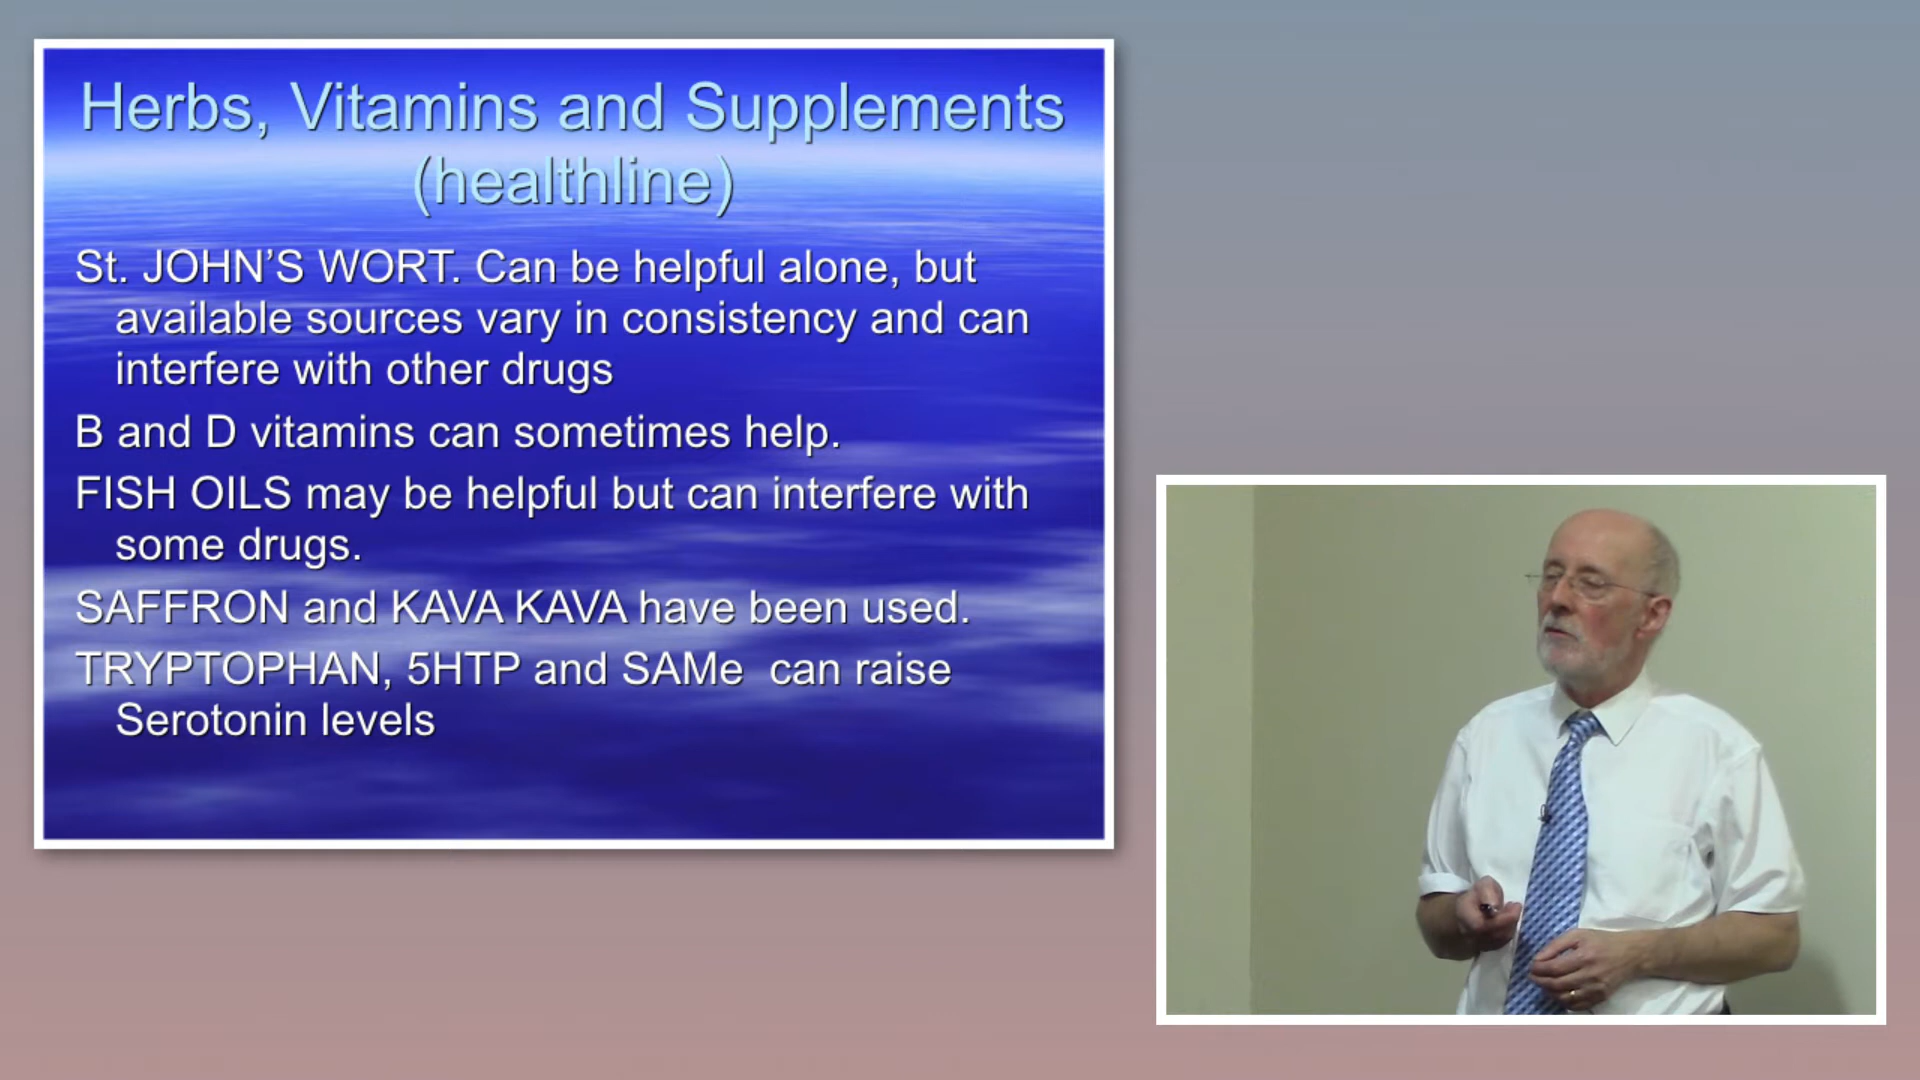 Herbs, Vitamins and Supplements
(healthline)
St. JOHN’S WORT. Can be helpful alone, but
available sources vary in consistency and can
interfere with other drugs
B and D vitamins can sometimes help.
FISH OILS may be helpful but can interfere with
some drugs.
SAFFRON and KAVA KAVA have been used.
TRYPTOPHAN, 5HTP and SAMe can raise
Serotonin levels